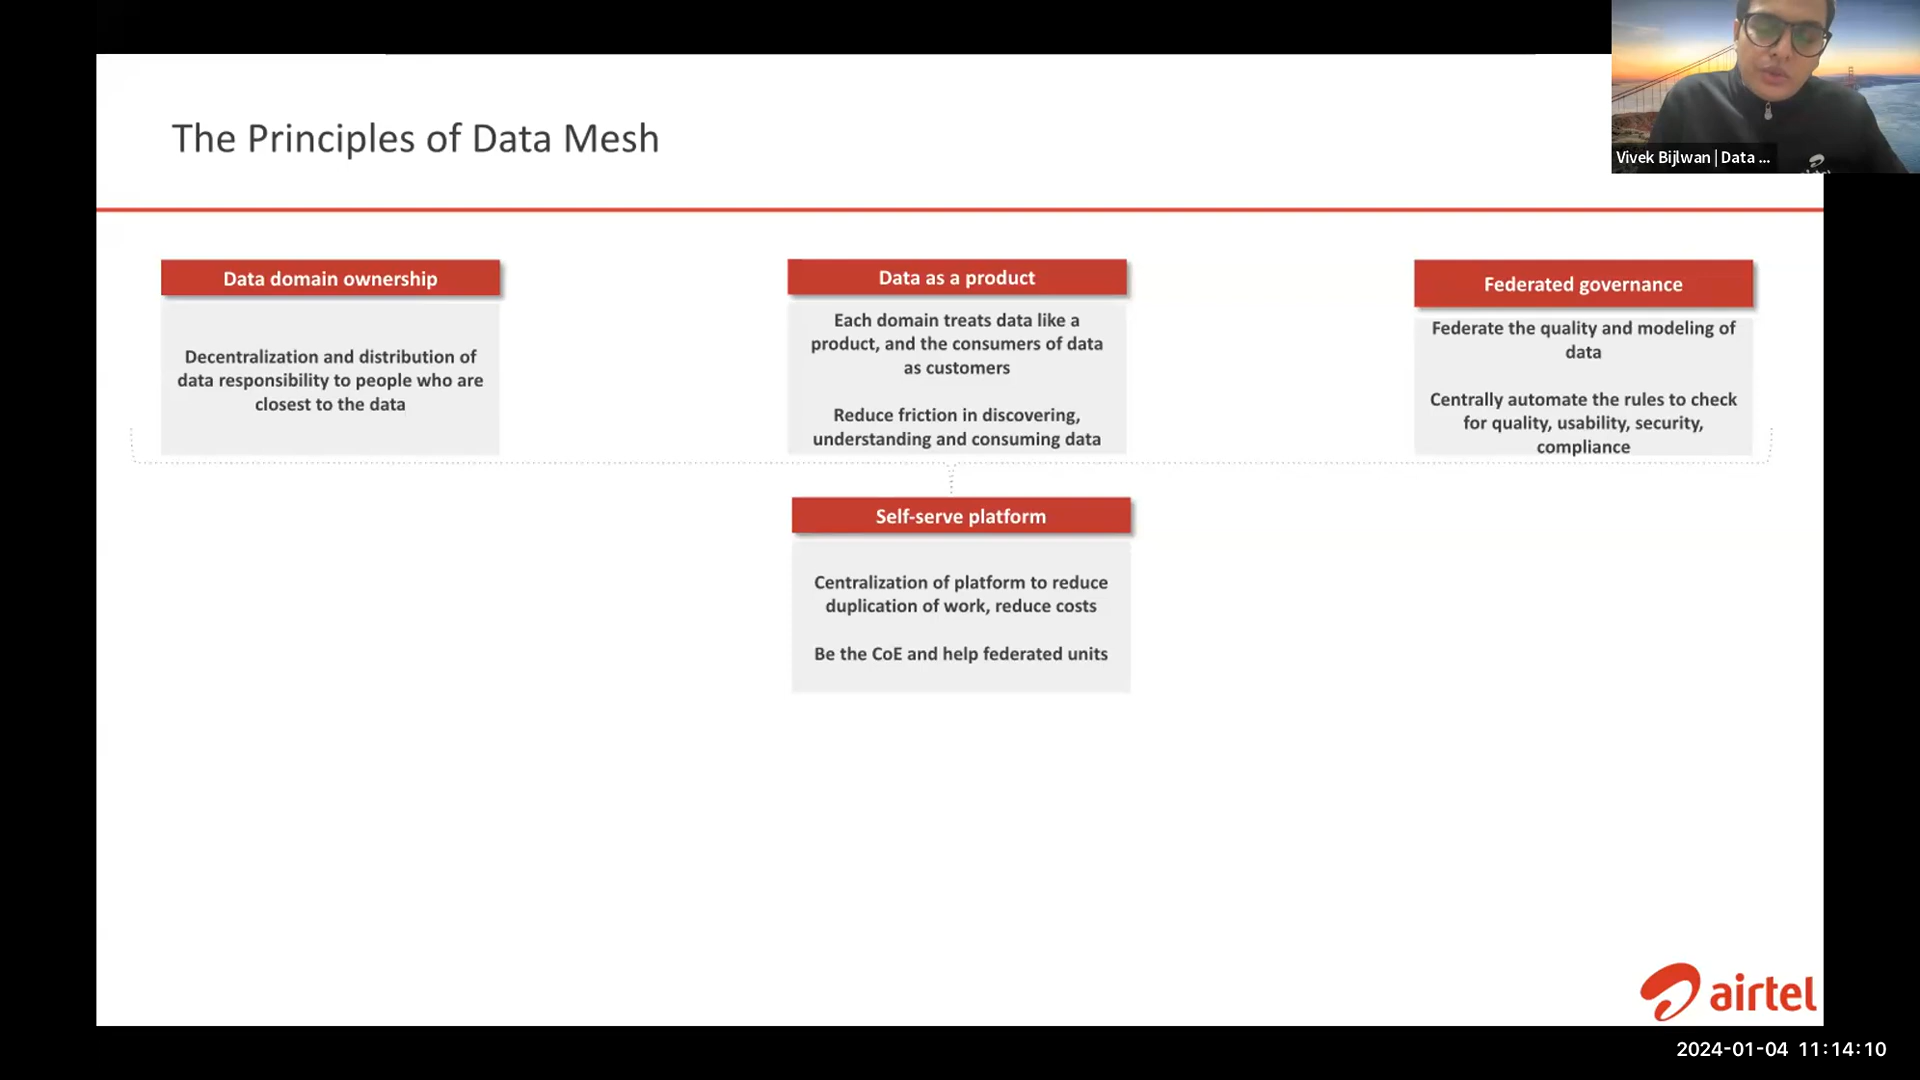 Vivek Bijlwan | Data ...
The Principles of Data Mesh
Data domain ownership
Decentralization and distribution of
data responsibility to people who are
closest to the data
Data as a product
Each domain treats data like a
product, and the consumers of data
as customers
Reduce friction in discovering,
understanding and consuming data
Federated governance
Federate the quality and modeling of
data
Centrally automate the rules to check
for quality, usability, security,
compliance
Self-serve platform
Centralization of platform to reduce
duplication of work, reduce costs
Be the CoE and help federated units
airtel
2024-01-04 11:14:10